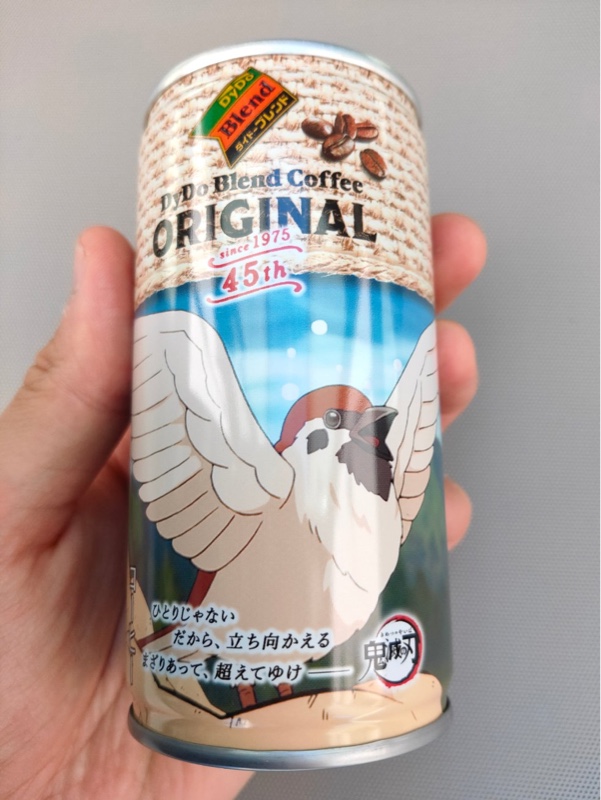 DyDo
Blend
ダイドーブレンド
DyDo Blend Coffee
ORIGINAL
since 1975
45th
ひとりじゃない
だから、立ち向かえる
まざりあって、超えてゆけ――
鬼滅の刃